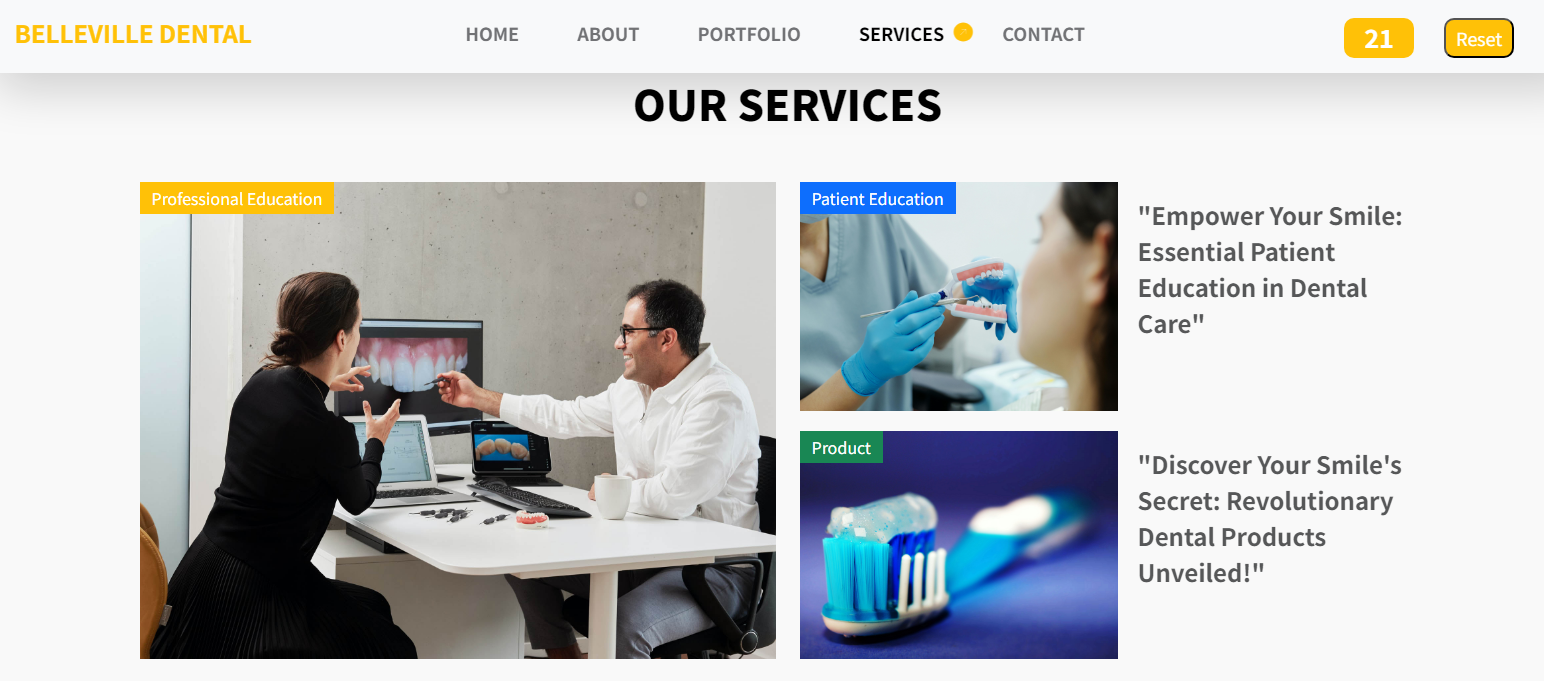 BELLEVILLE DENTAL
HOME ABOUT PORTFOLIO SERVICES CONTACT
21
Reset
OUR SERVICES
Professional Education
Patient Education
"Empower Your Smile:
Essential Patient
Education in Dental
Care"
Product
"Discover Your Smile's
Secret: Revolutionary
Dental Products
Unveiled!"